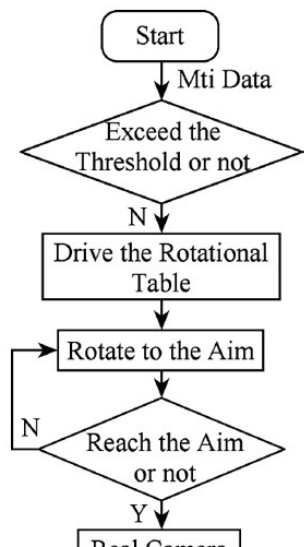 Start
Mti Data
Exceed the
Threshold or not
N
Drive the Rotational
Table
Rotate to the Aim
N
Reach the Aim
or not
Y